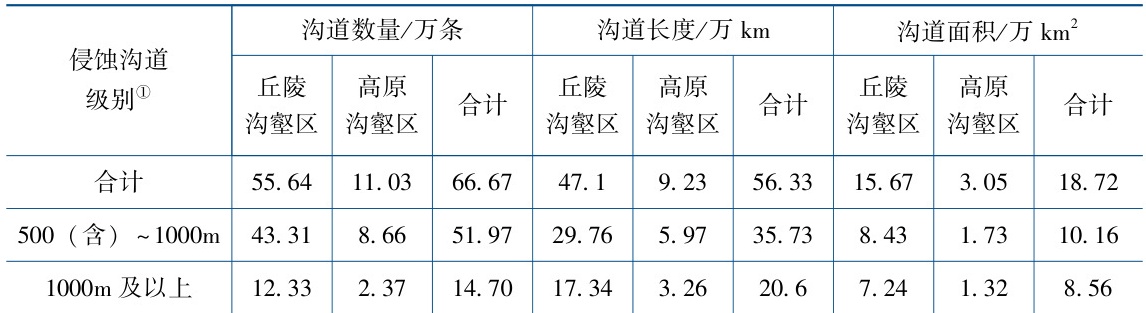 侵蚀沟道级别① 沟道数量/万条 沟道长度/万 km 沟道面积/万 km²
丘陵沟壑区 高原沟壑区 合计 丘陵沟壑区 高原沟壑区 合计 丘陵沟壑区 高原沟壑区 合计
合计 55.64 11.03 66.67 47.1 9.23 56.33 15.67 3.05 18.72
500（含）~1000m 43.31 8.66 51.97 29.76 5.97 35.73 8.43 1.73 10.16
1000m 及以上 12.33 2.37 14.70 17.34 3.26 20.6 7.24 1.32 8.56